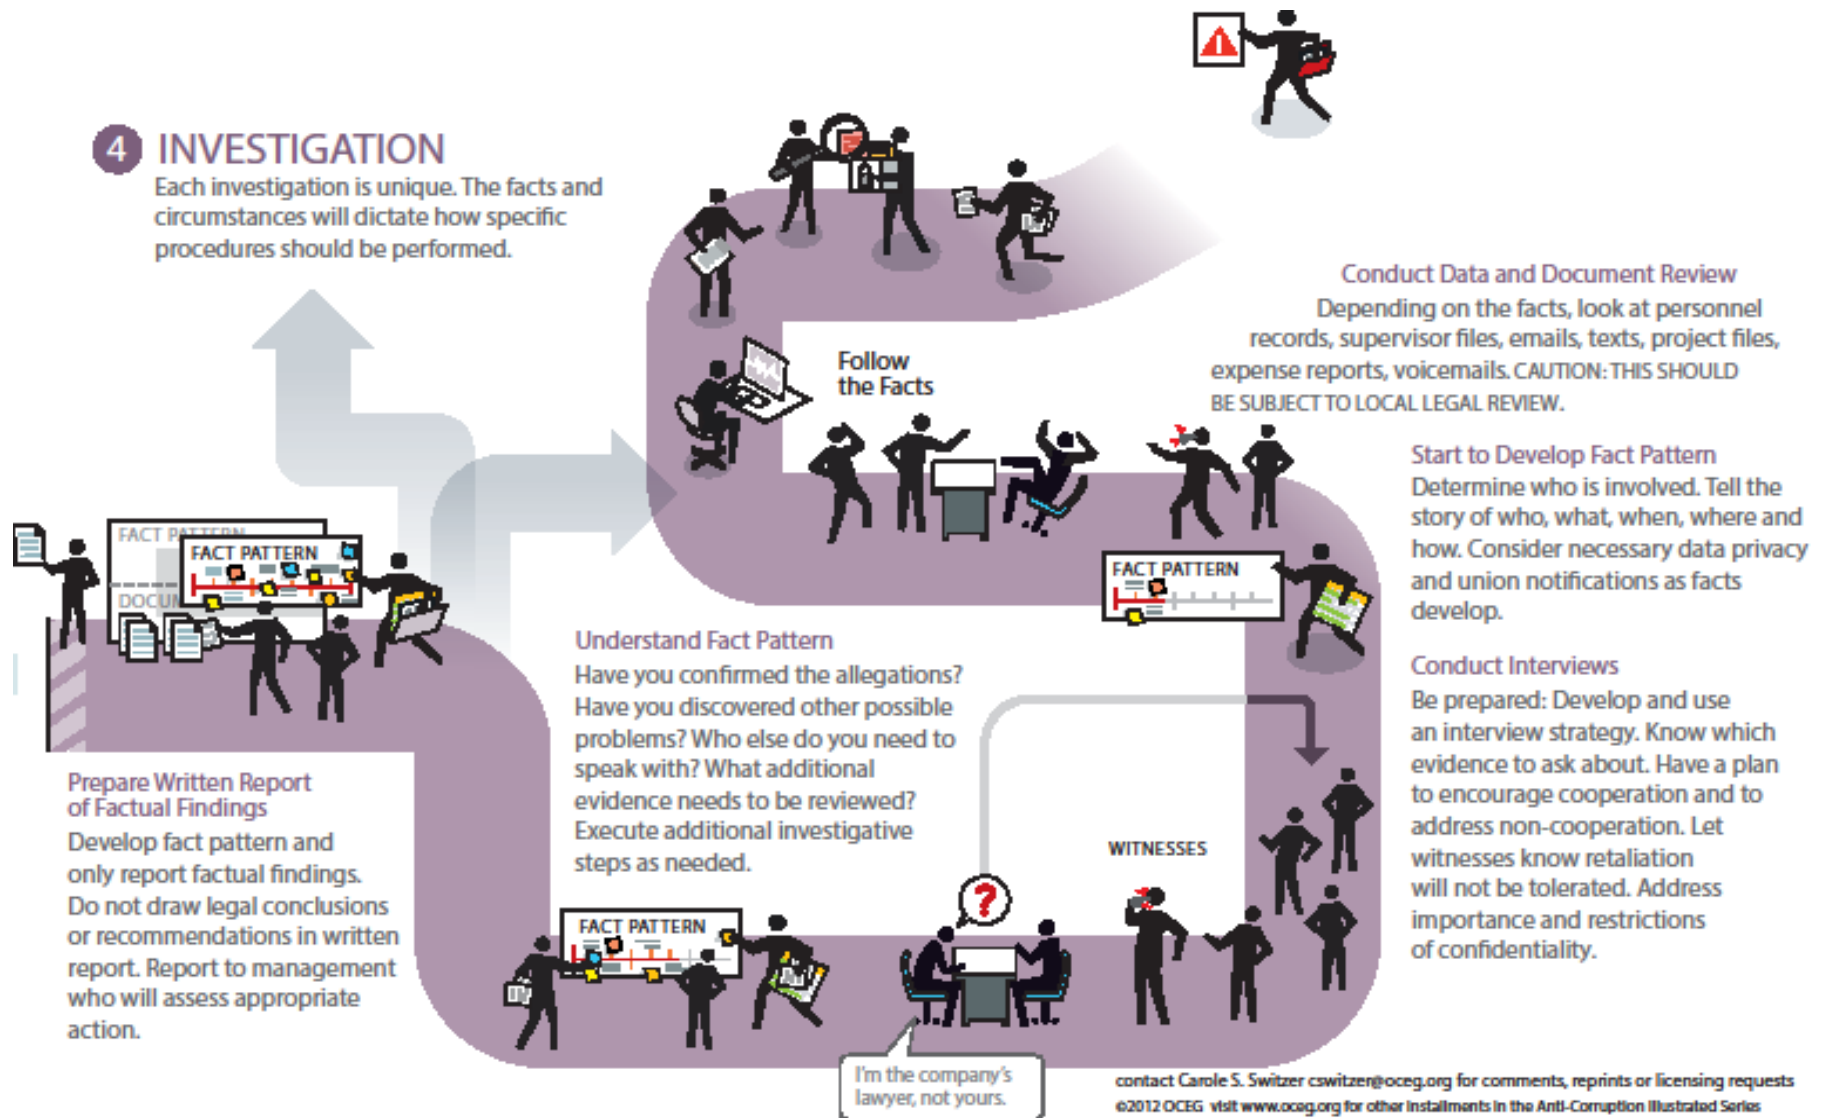 4 INVESTIGATION
Each investigation is unique. The facts and
circumstances will dictate how specific
procedures should be performed.
Conduct Data and Document Review
Depending on the facts, look at personnel
records, supervisor files, emails, texts, project files,
expense reports, voicemails. CAUTION: THIS SHOULD
BE SUBJECT TO LOCAL LEGAL REVIEW.
Follow
the Facts
Start to Develop Fact Pattern
Determine who is involved. Tell the
story of who, what, when, where and
how. Consider necessary data privacy
and union notifications as facts
develop.
FACT PATTERN
Conduct Interviews
Be prepared: Develop and use
an interview strategy. Know which
evidence to ask about. Have a plan
to encourage cooperation and to
address non-cooperation. Let
witnesses know retaliation
will not be tolerated. Address
importance and restrictions
of confidentiality.
WITNESSES
?
I'm the company's
lawyer, not yours.
Understand Fact Pattern
Have you confirmed the allegations?
Have you discovered other possible
problems? Who else do you need to
speak with? What additional
evidence needs to be reviewed?
Execute additional investigative
steps as needed.
FACT PATTERN
FACT PATTERN
FACT PATTERN
DOCUM
Prepare Written Report
of Factual Findings
Develop fact pattern and
only report factual findings.
Do not draw legal conclusions
or recommendations in written
report. Report to management
who will assess appropriate
action.
contact Carole S. Switzer cswitzer@oceg.org for comments, reprints or licensing requests
©2012 OCEG visit www.oceg.org for other installments in the Anti-Corruption Illustrated Series